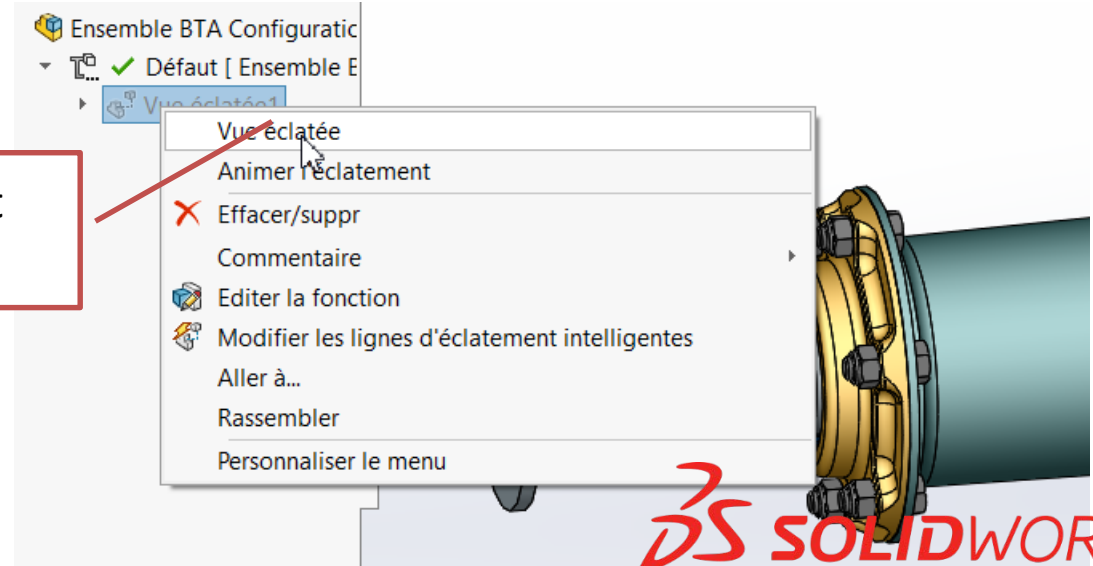 Ensemble BTA Configuratic
Défaut [ Ensemble E
Vue éclatée1
Vue éclatée
Animer l'éclatement
Effacer/suppr
Commentaire
Editer la fonction
Modifier les lignes d'éclatement intelligentes
Aller à...
Rassembler
Personnaliser le menu
SOLIDWOR